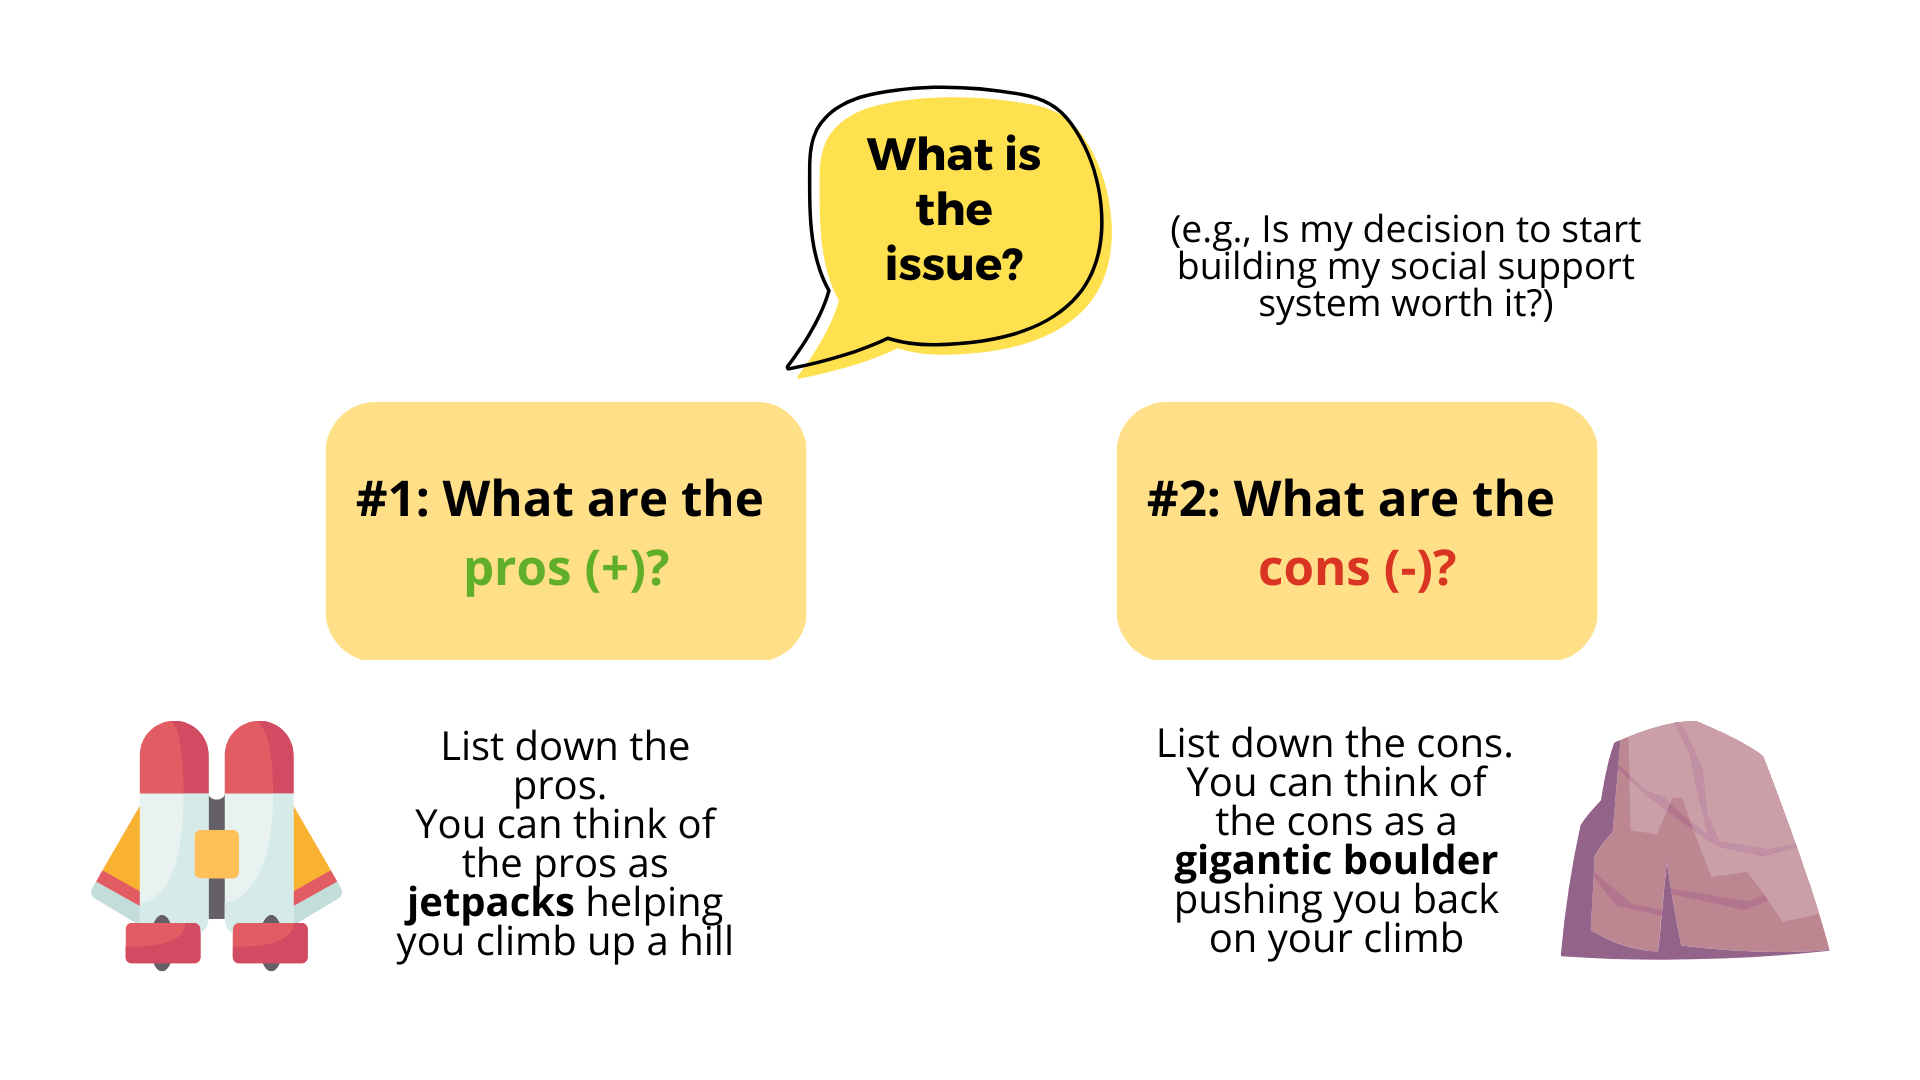 What is
the
issue?
(e.g., Is my decision to start
building my social support
system worth it?)
#1: What are the
pros (+)?
#2: What are the
cons (-)?
List down the
pros.
You can think of
the pros as
jetpacks helping
you climb up a hill
List down the cons.
You can think of
the cons as a
gigantic boulder
pushing you back
on your climb